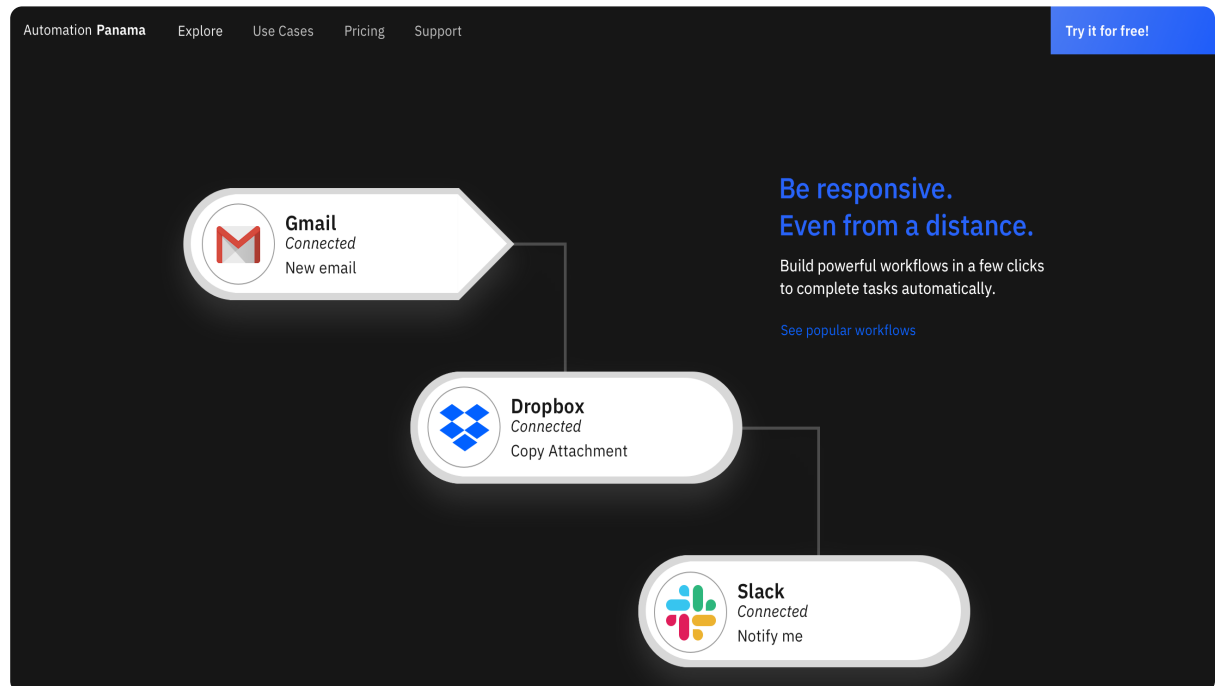 Automation Panama Explore Use Cases Pricing Support Try it for free!
Be responsive.
Even from a distance.
Build powerful workflows in a few clicks
to complete tasks automatically.
See popular workflows
Gmail
Connected
New email
Dropbox
Connected
Copy Attachment
Slack
Connected
Notify me